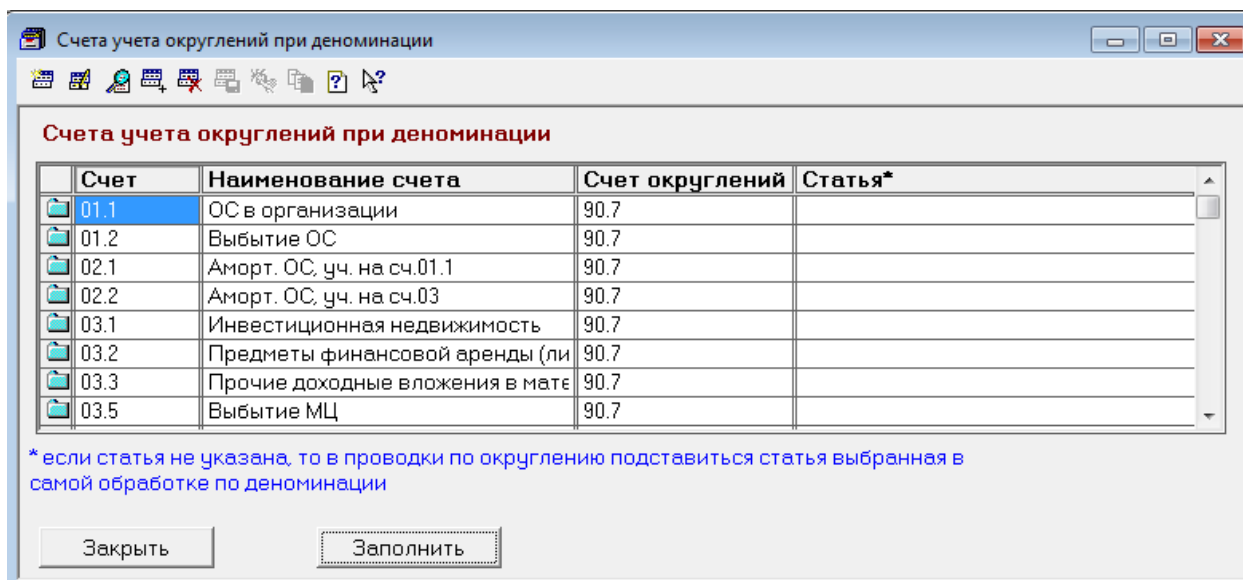 Счета учета округлений при деноминации
Счета учета округлений при деноминации
Счет Наименование счета Счет округлений Статья*
01.1 ОС в организации 90.7
01.2 Выбытие ОС 90.7
02.1 Аморт. ОС, уч. на сч.01.1 90.7
02.2 Аморт. ОС, уч. на сч.03 90.7
03.1 Инвестиционная недвижимость 90.7
03.2 Предметы финансовой аренды (ли 90.7
03.3 Прочие доходные вложения в мате 90.7
03.5 Выбытие МЦ 90.7
* если статья не указана, то в проводки по округлению подставиться статья выбранная в
самой обработке по деноминации
Закрыть Заполнить